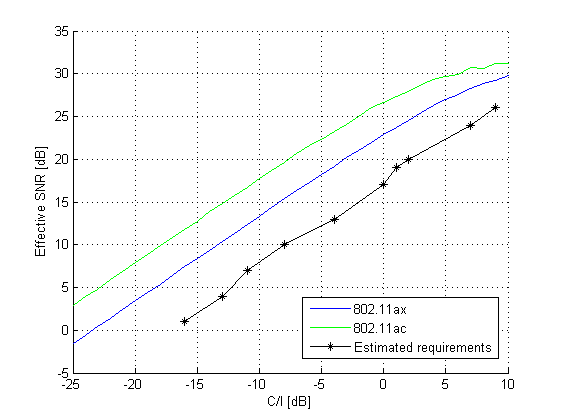 35
30
25
20
15
10
5
0
-5
Effective SNR [dB]
802.11ax
802.11ac
Estimated requirements
-25 -20 -15 -10 -5 0 5 10
C/I [dB]